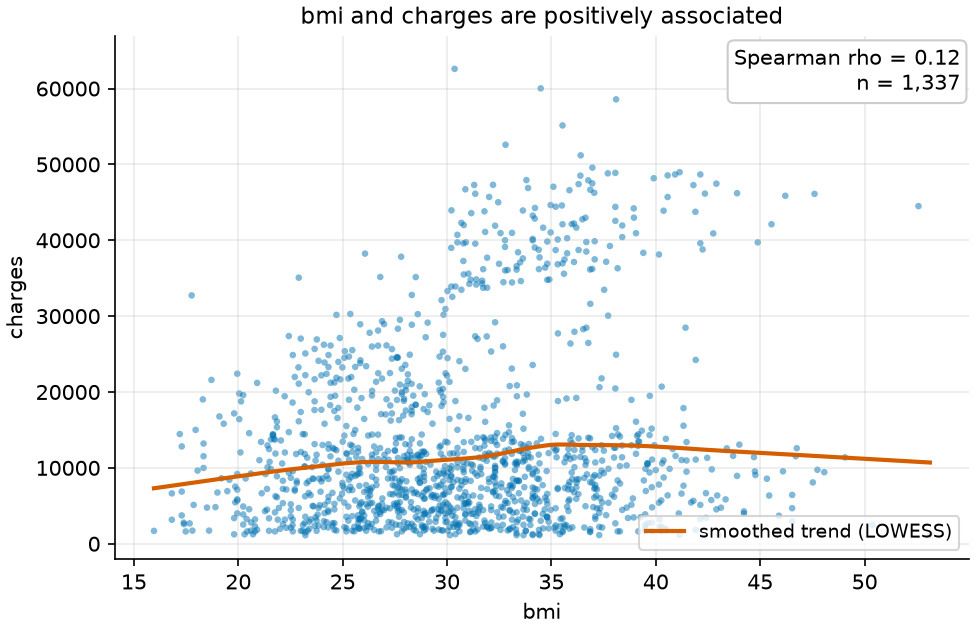 bmi and charges are positively associated
Spearman rho = 0.12
n = 1,337
charges
60000
50000
40000
30000
20000
10000
0
smoothed trend (LOWESS)
15 20 25 30 35 40 45 50
bmi